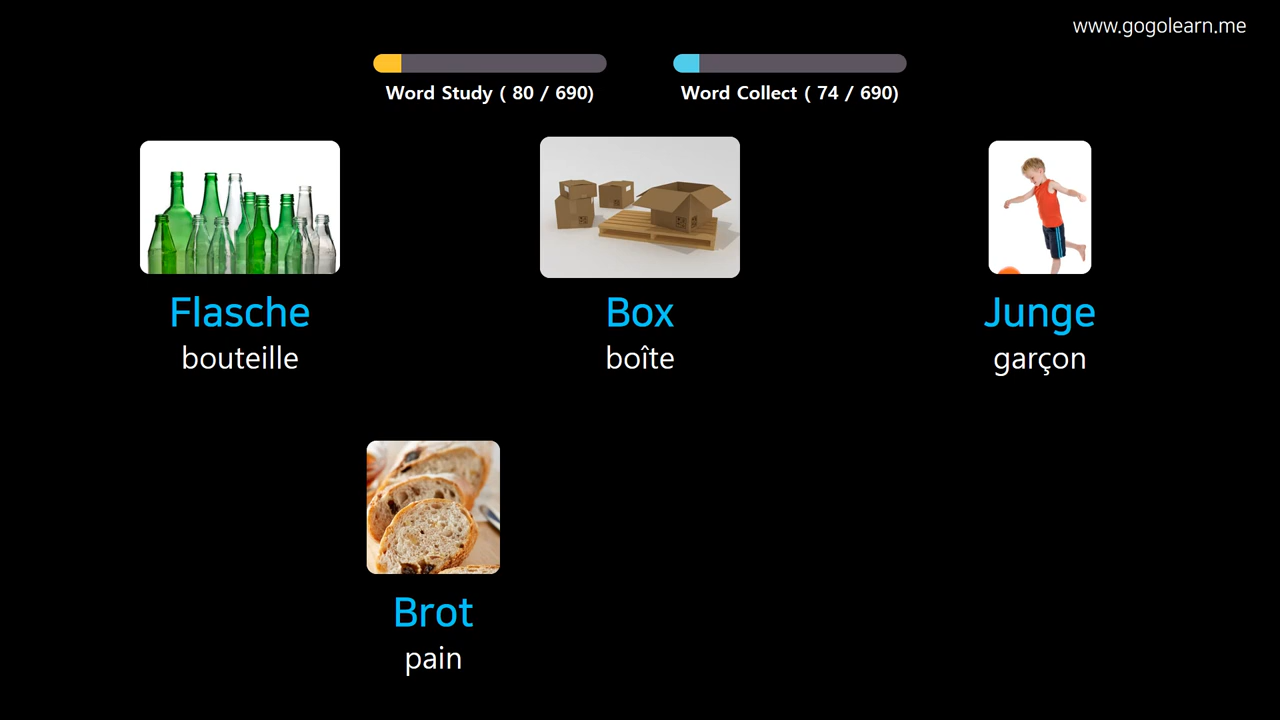 www.gogolearn.me
Word Study ( 80 / 690)
Word Collect ( 74 / 690)
Flasche
bouteille
Box
boîte
Junge
garçon
Brot
pain